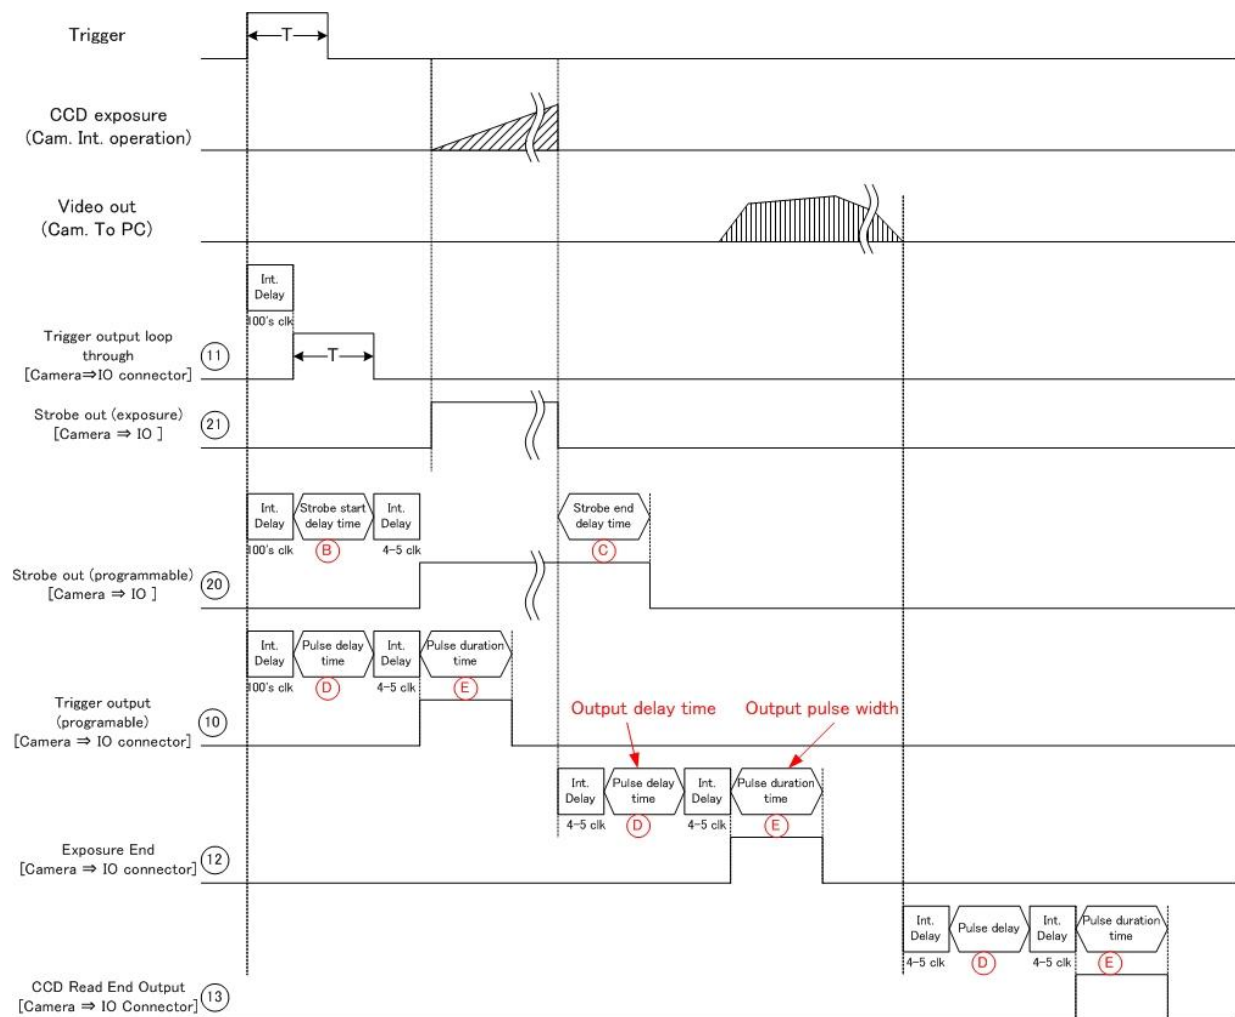 Trigger
T
CCD exposure
(Cam. Int. operation)
Video out
(Cam. To PC)
Int.
Delay
100's clk
Trigger output loop
through
[Camera⇒IO connector]
11
T
Strobe out (exposure)
[Camera ⇒ IO ]
21
Int.
Delay
100's clk
Strobe start
delay time
B
Int.
Delay
4-5 clk
Strobe end
delay time
C
Strobe out (programmable)
[Camera ⇒ IO ]
20
Int.
Delay
100's clk
Pulse delay
time
D
Int.
Delay
4-5 clk
Pulse duration
time
E
Trigger output
(programable)
[Camera ⇒ IO connector]
10
Output delay time
Output pulse width
Int.
Delay
4-5 clk
Pulse delay
time
D
Int.
Delay
4-5 clk
Pulse duration
time
E
Exposure End
[Camera ⇒ IO connector]
12
Int.
Delay
4-5 clk
Pulse delay
D
Int.
Delay
4-5 clk
Pulse duration
time
E
CCD Read End Output
[Camera ⇒ IO Connector]
13